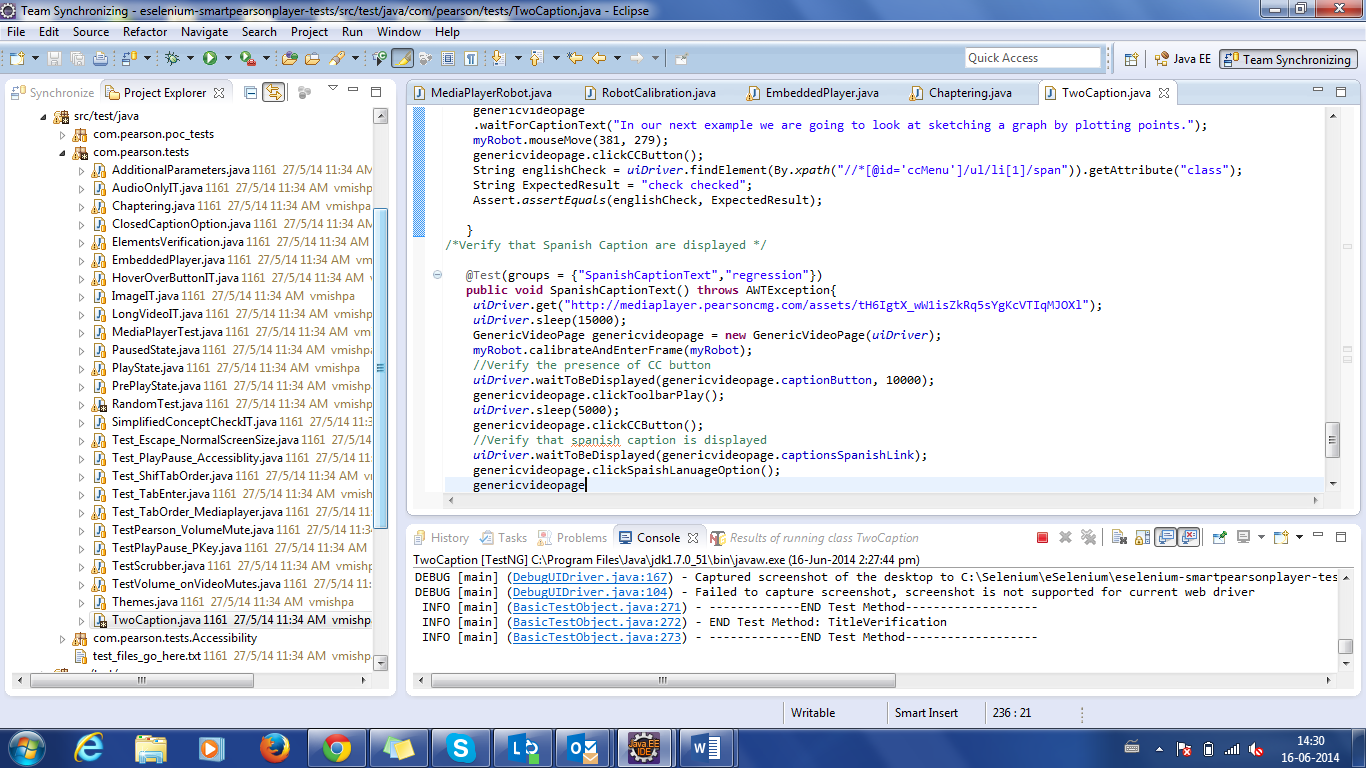 Team Synchronizing - eselenium-smartpearsonplayer-tests/src/test/java/com/pearson/tests/TwoCaption.java - Eclipse
File Edit Source Refactor Navigate Search Project Run Window Help
Quick Access
Java EE
Team Synchronizing
Synchronize
Project Explorer
src/test/java
com.pearson.poc_tests
com.pearson.tests
AdditionalParameters.java 1161 27/5/14 11:34 AM
AudioOnlyIT.java 1161 27/5/14 11:34 AM vmishpa
Chaptering.java 1161 27/5/14 11:34 AM vmishpa
ClosedCaptionOption.java 1161 27/5/14 11:34 AM
ElementsVerification.java 1161 27/5/14 11:34 AM
EmbeddedPlayer.java 1161 27/5/14 11:34 AM
HoverOverButtonIT.java 1161 27/5/14 11:34 AM
ImageIT.java 1161 27/5/14 11:34 AM vmishpa
LongVideoIT.java 1161 27/5/14 11:34 AM
MediaPlayerTest.java 1161 27/5/14 11:34 AM vm
PausedState.java 1161 27/5/14 11:34 AM vmishpa
PlayState.java 1161 27/5/14 11:34 AM vmishpa
PrePlayState.java 1161 27/5/14 11:34 AM vmishpa
RandomTest.java 1161 27/5/14 11:34 AM vmishpa
SimplifiedConceptCheckIT.java 1161 27/5/14 11:34
Test_Escape_NormalScreenSize.java 1161 27/5/14
Test_PlayPause_Accessiblity.java 1161 27/5/14
Test_ShifTabOrder.java 1161 27/5/14 11:34 AM
Test_TabEnter.java 1161 27/5/14 11:34 AM
Test_TabOrder_Mediaplayer.java 1161 27/5/14
TestPearson_VolumeMute.java 1161 27/5/14
TestPlayPause_PKey.java 1161 27/5/14 11:34 AM
TestScrubber.java 1161 27/5/14 11:34 AM
TestVolume_onVideoMutes.java 1161 27/5/14
Themes.java 1161 27/5/14 11:34 AM vmishpa
TwoCaption.java 1161 27/5/14 11:34 AM vmishp
com.pearson.tests.Accessibility
test_files_go_here.txt 1161 27/5/14 11:34 AM vmishp
MediaPlayerRobot.java RobotCalibration.java EmbeddedPlayer.java Chaptering.java TwoCaption.java
genericvideopage
.waitForCaptionText("In our next example we are going to look at sketching a graph by plotting points.");
myRobot.mouseMove(381, 279);
genericvideopage.clickCCButton();
String englishCheck = uiDriver.findElement(By.xpath("//*[@id='ccMenu']/ul/li[1]/span")).getAttribute("class");
String ExpectedResult = "check checked";
Assert.assertEquals(englishCheck, ExpectedResult);
}
/*Verify that Spanish Caption are displayed */
@Test(groups = {"SpanishCaptionText","regression"})
public void SpanishCaptionText() throws AWTException{
uiDriver.get("http://mediaplayer.pearsoncmg.com/assets/tH6IgtX_wW1isZkRq5sYgKcVTIqMJOXl");
uiDriver.sleep(15000);
GenericVideoPage genericvideopage = new GenericVideoPage(uiDriver);
myRobot.calibrateAndEnterFrame(myRobot);
//Verify the presence of CC button
uiDriver.waitToBeDisplayed(genericvideopage.captionButton, 10000);
genericvideopage.clickToolbarPlay();
uiDriver.sleep(5000);
genericvideopage.clickCCButton();
//Verify that spanish caption is displayed
uiDriver.waitToBeDisplayed(genericvideopage.captionsSpanishLink);
genericvideopage.clickSpaishLanuageOption();
genericvideopage
History Tasks Problems Console Results of running class TwoCaption
TwoCaption [TestNG] C:\Program Files\Java\jdk1.7.0_51\bin\javaw.exe (16-Jun-2014 2:27:44 pm)
DEBUG [main] (DebugUIDriver.java:167) - Captured screenshot of the desktop to C:\Selenium\eSelenium\eselenium-smartpearsonplayer-tes
DEBUG [main] (DebugUIDriver.java:104) - Failed to capture screenshot, screenshot is not supported for current web driver
INFO [main] (BasicTestObject.java:271) - -------------END Test Method-------------------
INFO [main] (BasicTestObject.java:272) - END Test Method: TitleVerification
INFO [main] (BasicTestObject.java:273) - -------------END Test Method-------------------
Writable Smart Insert 236 : 21
Java EE IDE
14:30
16-06-2014